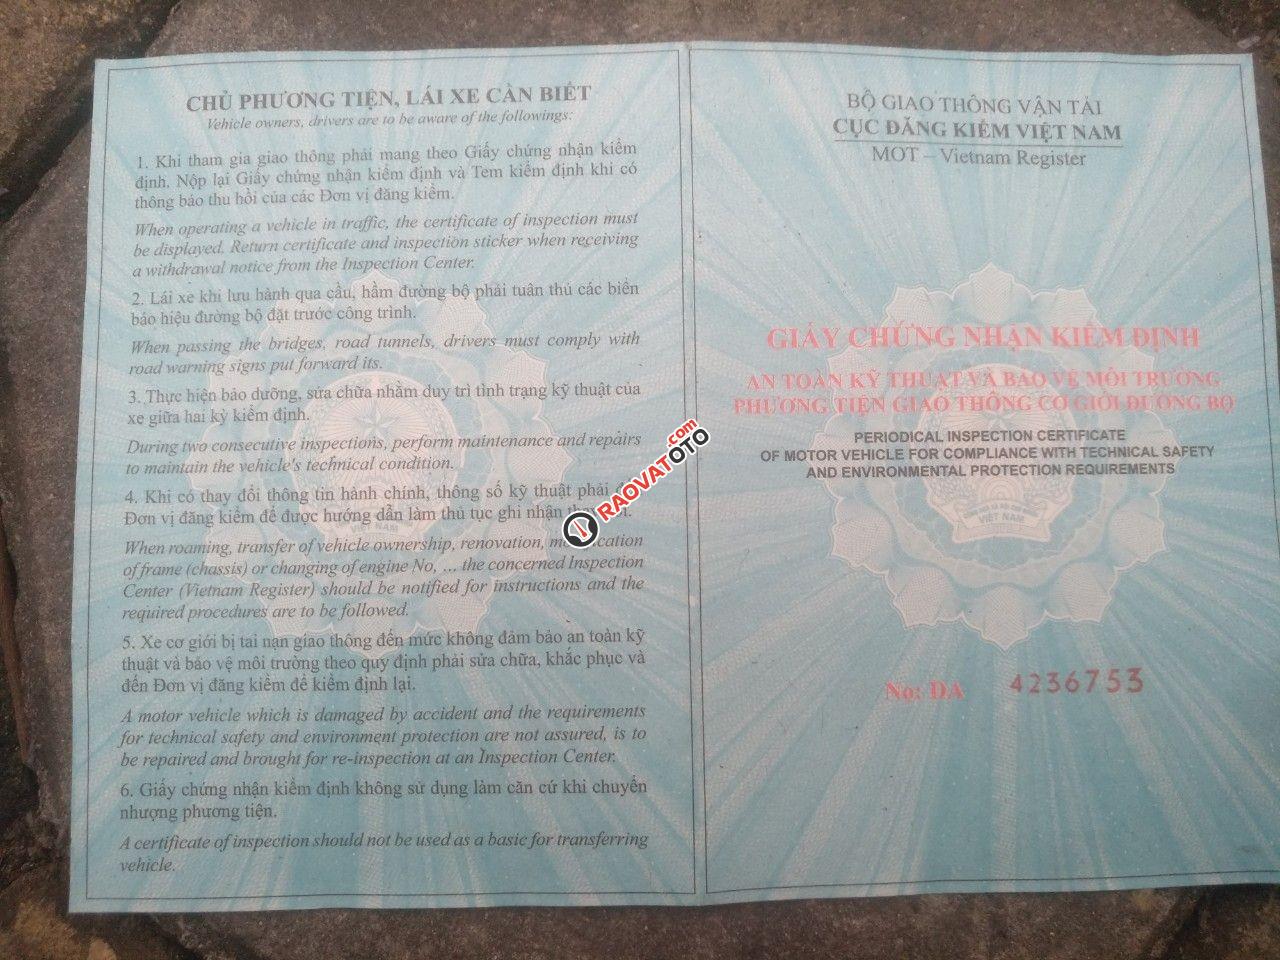 CHỦ PHƯƠNG TIỆN, LÁI XE CẦN BIẾT
Vehicle owners, drivers are to be aware of the followings:
1. Khi tham gia giao thông phải mang theo Giấy chứng nhận kiểm
định. Nộp lại Giấy chứng nhận kiểm định và Tem kiểm định khi có
thông báo thu hồi của các Đơn vị đăng kiểm.
When operating a vehicle in traffic, the certificate of inspection must
be displayed. Return certificate and inspection sticker when receiving
a withdrawal notice from the Inspection Center.
2. Lái xe khi lưu hành qua cầu, hầm đường bộ phải tuân thủ các biển
báo hiệu đường bộ đặt trước công trình.
When passing the bridges, road tunnels, drivers must comply with
road warning signs put forward its.
3. Thực hiện bảo dưỡng, sửa chữa nhằm duy trì tình trạng kỹ thuật của
xe giữa hai kỳ kiểm định.
During two consecutive inspections, perform maintenance and repairs
to maintain the vehicle's technical condition.
4. Khi có thay đổi thông tin hành chính, thông số kỹ thuật phải
Đơn vị đăng kiểm để được hướng dẫn làm thủ tục ghi nhận
When roaming, transfer of vehicle ownership, renovation,
of frame (chassis) or changing of engine No, ... the concerned Inspection
Center (Vietnam Register) should be notified for instructions and the
required procedures are to be followed.
5. Xe cơ giới bị tai nạn giao thông đến mức không đảm bảo an toàn kỹ
thuật và bảo vệ môi trường theo quy định phải sửa chữa, khắc phục và
đến Đơn vị đăng kiểm để kiểm định lại.
A motor vehicle which is damaged by accident and the requirements
for technical safety and environment protection are not assured, is to
be repaired and brought for re-inspection at an Inspection Center.
6. Giấy chứng nhận kiểm định không sử dụng làm căn cứ khi chuyển
nhượng phương tiện.
A certificate of inspection should not be used as a basic for transferring
vehicle.
BỘ GIAO THÔNG VẬN TẢI
CỤC ĐĂNG KIỂM VIỆT NAM
MOT – Vietnam Register
GIẤY CHỨNG NHẬN KIỂM ĐỊNH
AN TOÀN KỸ THUẬT VÀ BẢO VỆ MÔI TRƯỜNG
PHƯƠNG TIỆN GIAO THÔNG CƠ GIỚI ĐƯỜNG BỘ
PERIODICAL INSPECTION CERTIFICATE
OF MOTOR VEHICLE FOR COMPLIANCE WITH TECHNICAL SAFETY
AND ENVIRONMENTAL PROTECTION REQUIREMENTS
VIỆT NAM
No: DA 4236753
VIỆT NAM
RAOVATOTO.com